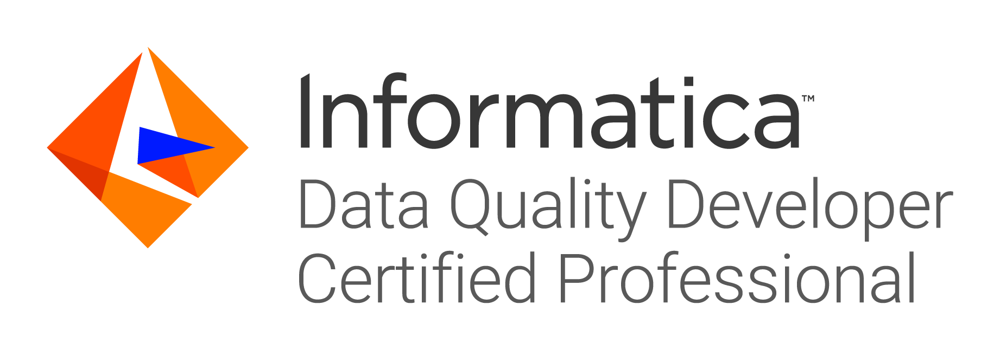 Informatica™
Data Quality Developer
Certified Professional